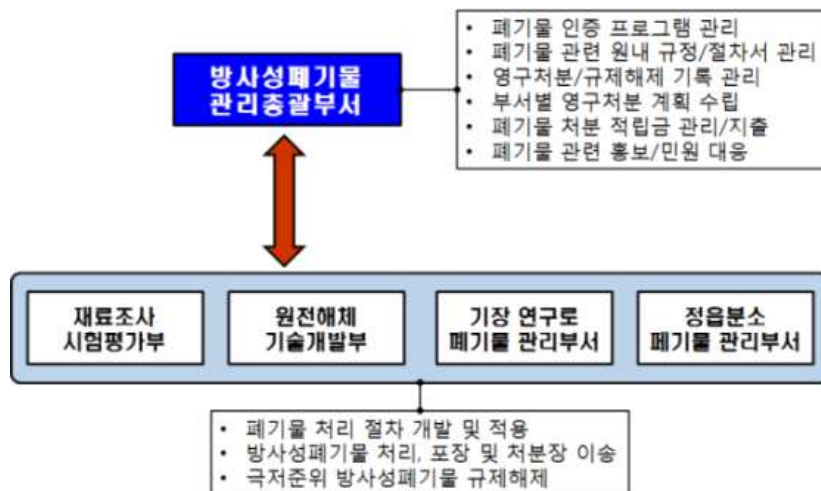 방사성폐기물
관리총괄부서
• 폐기물 인증 프로그램 관리
• 폐기물 관련 원내 규정/절차서 관리
• 영구처분/규제해제 기록 관리
• 부서별 영구처분 계획 수립
• 폐기물 처분 적립금 관리/지출
• 폐기물 관련 홍보/민원 대응
재료조사
시험평가부
원전해체
기술개발부
기장 연구로
폐기물 관리부서
정읍분소
폐기물 관리부서
• 폐기물 처리 절차 개발 및 적용
• 방사성폐기물 처리, 포장 및 처분장 이송
• 극저준위 방사성폐기물 규제해제